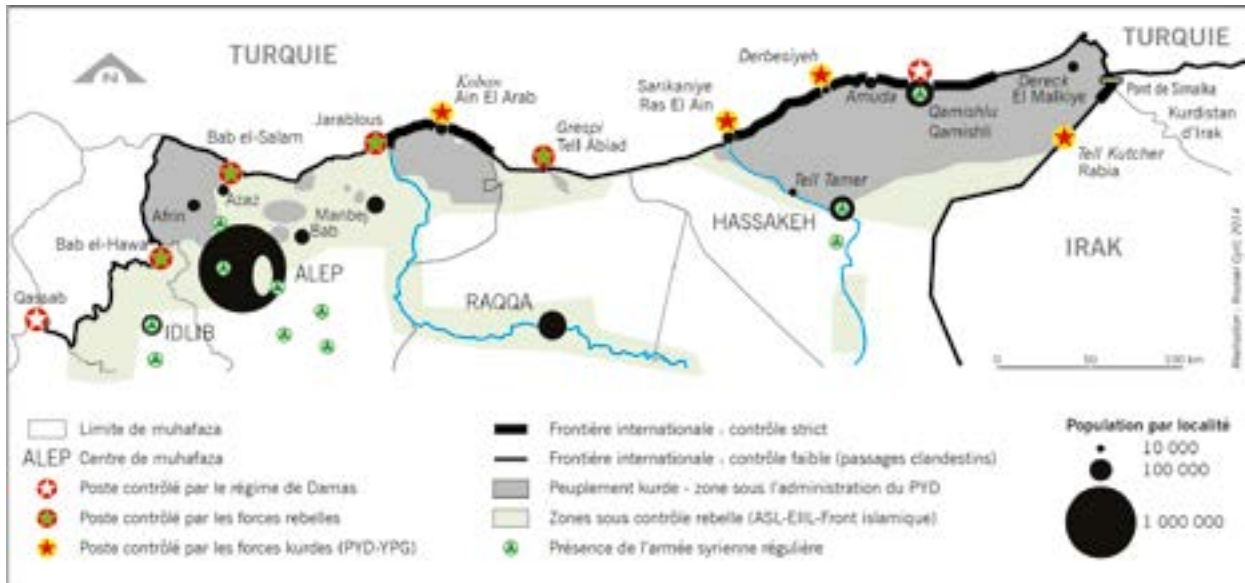 TURQUIE
TURQUIE
N
Derbesiyeh
Dereck
El Malkiye
Pont de Simalka
Kurdistan
d'Irak
Koban
Ain El Arab
Sarikaniye
Ras El Ain
Amuda
Qamishlu
Qamishli
Jarablous
Bab el-Salam
Grespi
Tell Abiad
Tell Kutcher
Rabia
Azaz
Afrin
Manbej
Bab
Tell Tamer
HASSAKEH
Bab el-Hawa
ALEP
IRAK
Qassab
IDLIB
RAQQA
0 50 100 km
Cyril, 2014
Limite de muhafaza
ALEP Centre de muhafaza
Poste contrôlé par le régime de Damas
Poste contrôlé par les forces rebelles
Poste contrôlé par les forces kurdes (PYD-YPG)
Frontière internationale : contrôle strict
Frontière internationale : contrôle faible (passages clandestins)
Peuplement kurde - zone sous l'administration du PYD
Zones sous contrôle rebelle (ASL-EIIL-Front islamique)
Présence de l'armée syrienne régulière
Population par localité
10 000
100 000
1 000 000